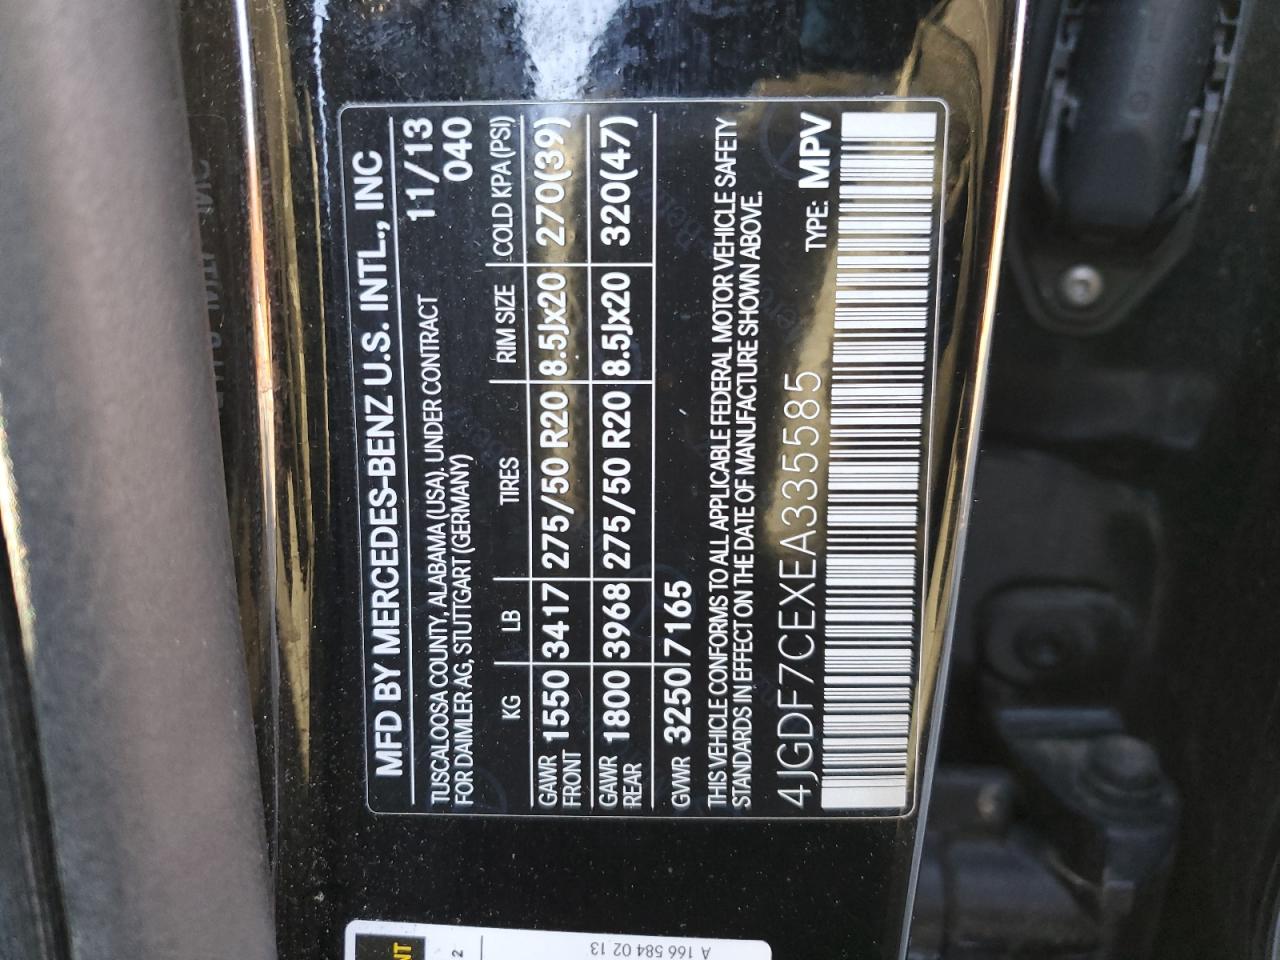 MFD BY MERCEDES-BENZ U.S. INTL., INC
TUSCALOOSA COUNTY, ALABAMA (USA). UNDER CONTRACT 11/13
FOR DAIMLER AG, STUTTGART (GERMANY) 040
KG LB TIRES RIM SIZE COLD KPA (PSI)
GAWR FRONT 1550 3417 275/50 R20 8.5Jx20 270(39)
GAWR REAR 1800 3968 275/50 R20 8.5Jx20 320(47)
GVWR 3250 7165
THIS VEHICLE CONFORMS TO ALL APPLICABLE FEDERAL MOTOR VEHICLE SAFETY
STANDARDS IN EFFECT ON THE DATE OF MANUFACTURE SHOWN ABOVE.
4JGDF7CEXEA335585 TYPE: MPV
A 166 584 02 13
2